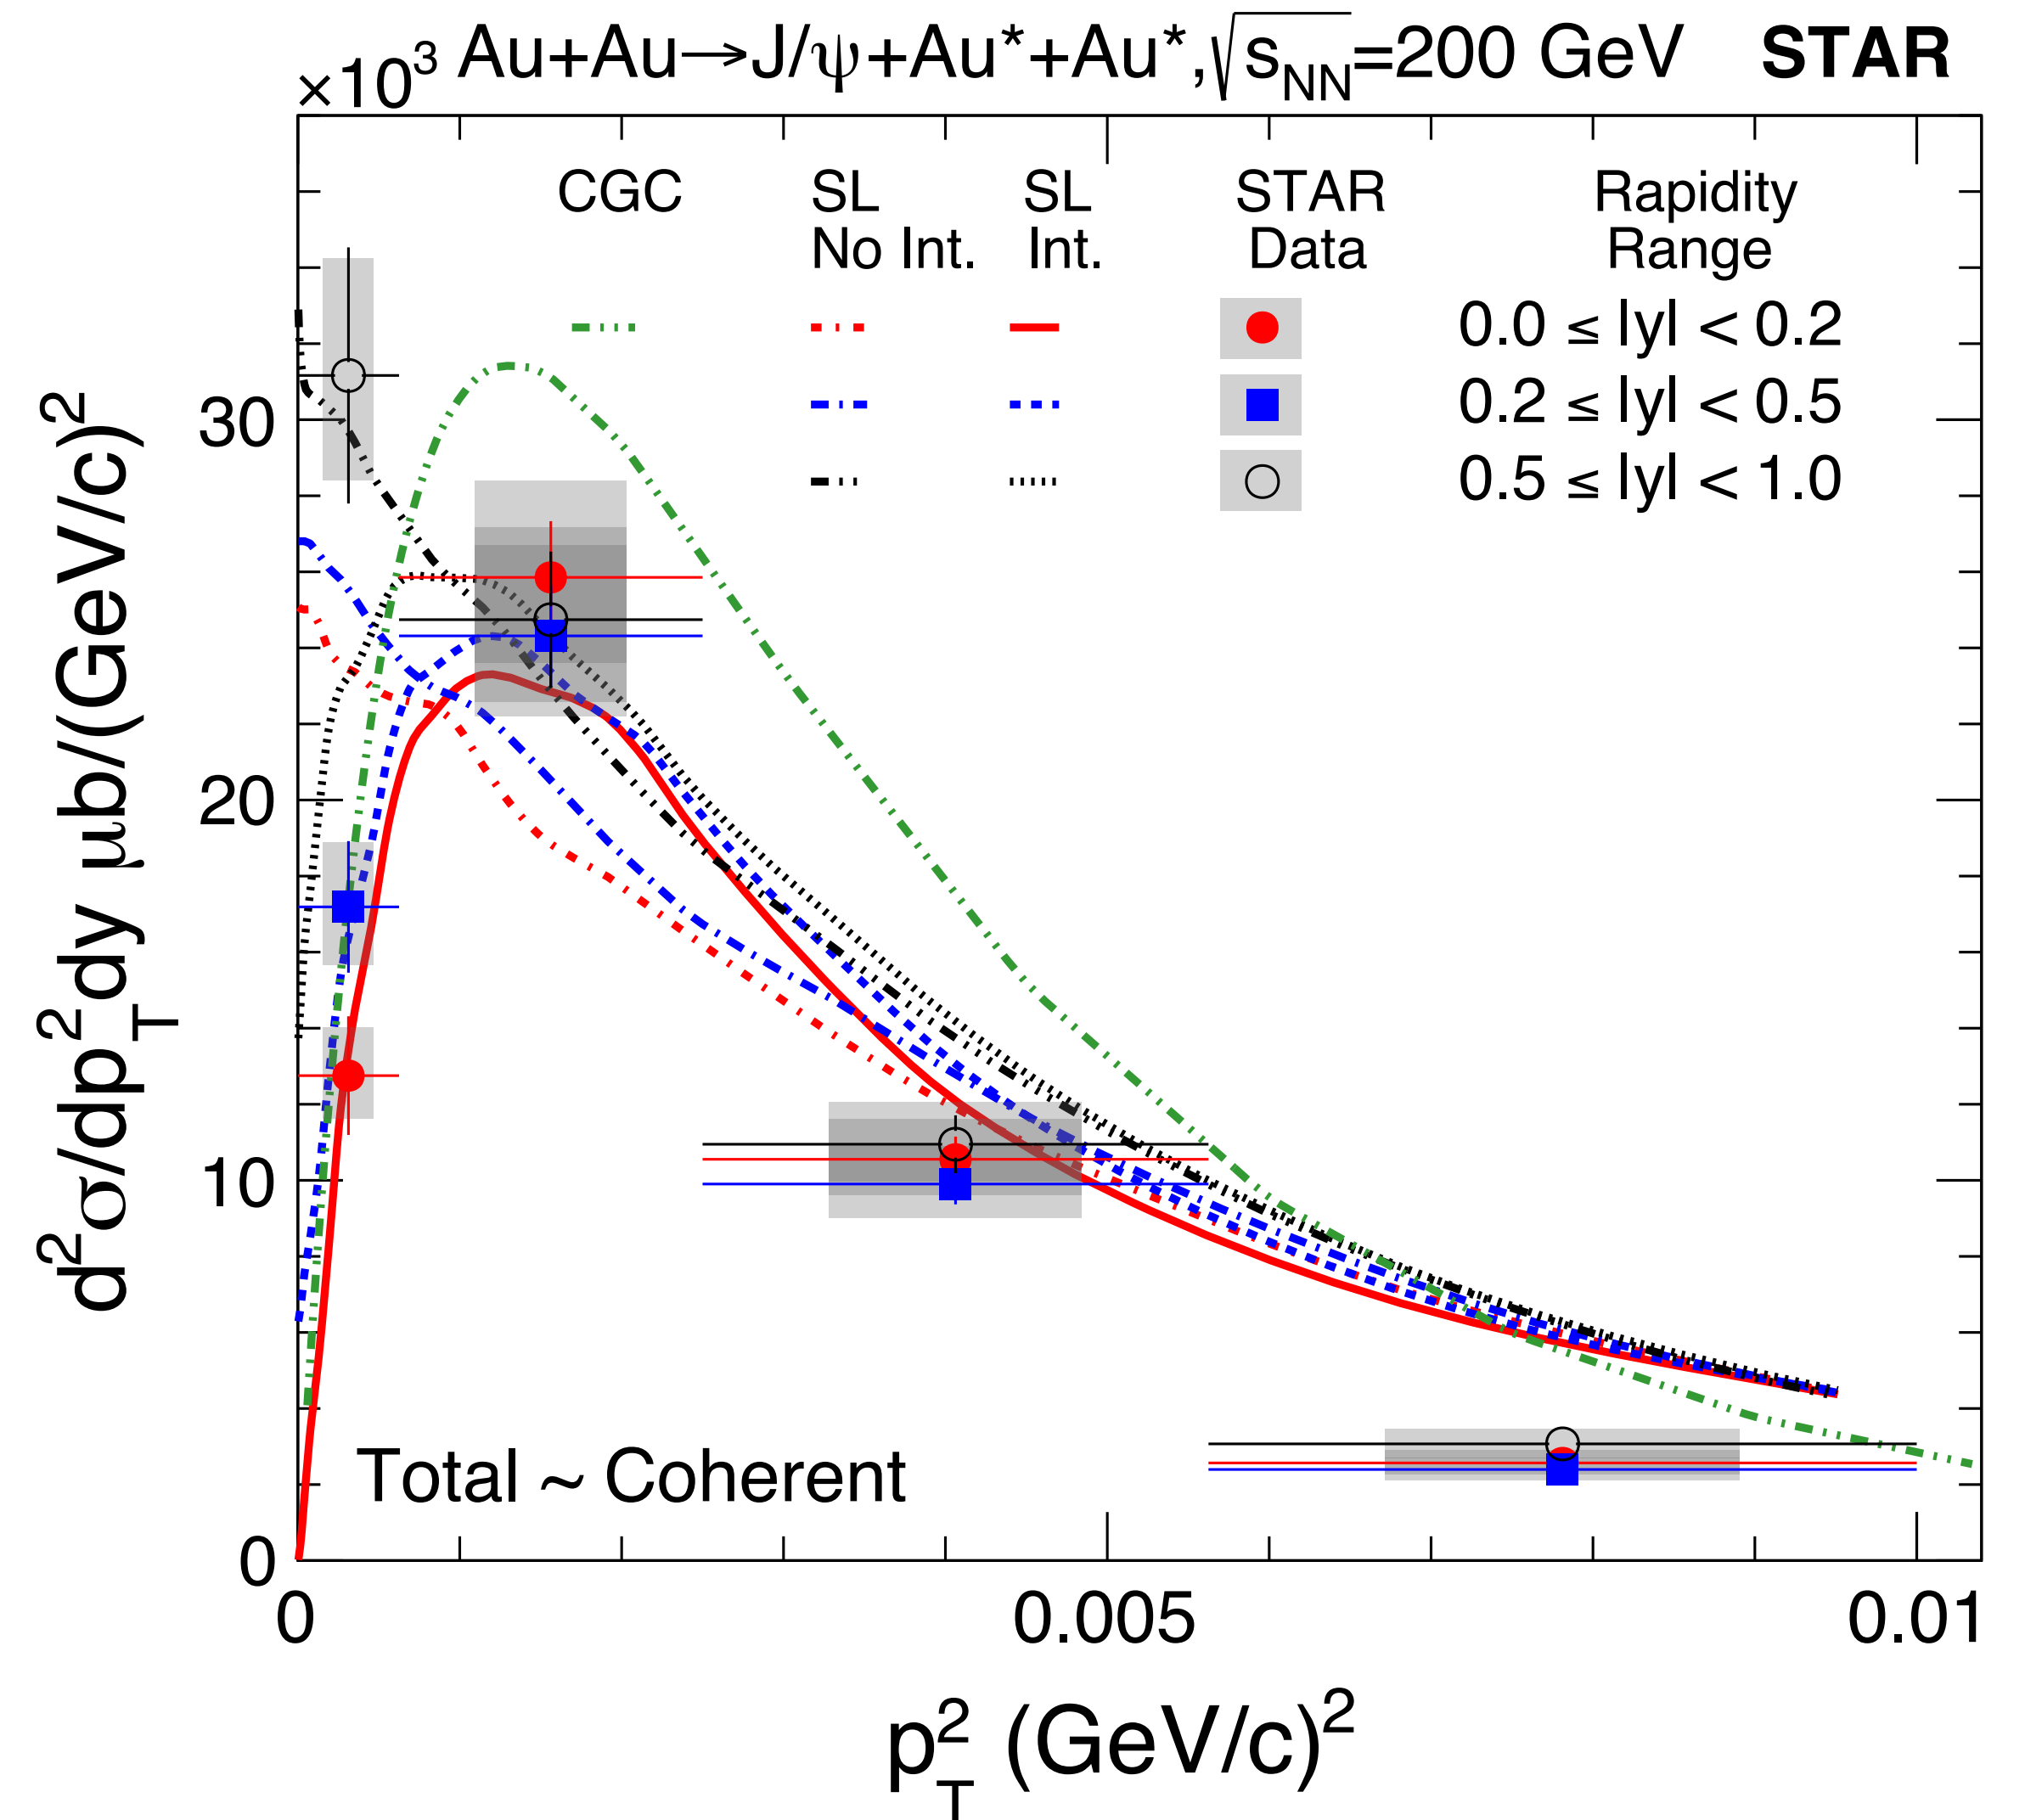 ×10³ Au+Au→J/ψ+Au*+Au*,√s_NN=200 GeV STAR
CGC SL No Int. SL Int. STAR Data Rapidity Range
0.0 ≤ |y| < 0.2
0.2 ≤ |y| < 0.5
0.5 ≤ |y| < 1.0
d²σ/dp_T²dy μb/(GeV/c)²
30
20
10
0
Total ~ Coherent
0 0.005 0.01
p_T² (GeV/c)²